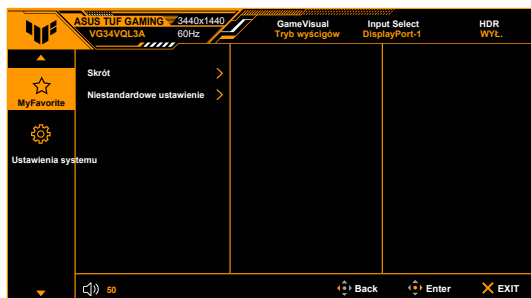 ASUS TUF GAMING 3440x1440
VG34VQL3A 60Hz
GameVisual
Tryb wyścigów
Input Select
DisplayPort-1
HDR
WYŁ.
MyFavorite
Skrót
Niestandardowe ustawienie
Ustawienia systemu
50
Back
Enter
EXIT